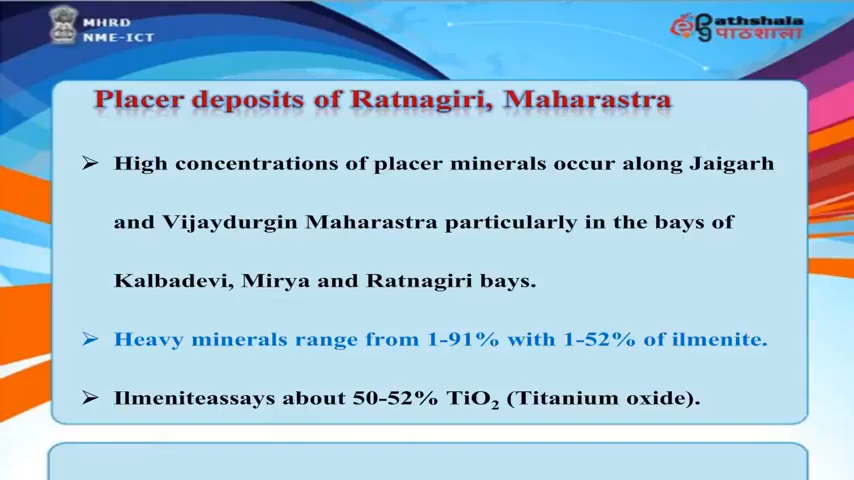 MHRD
NME-ICT
Pathshala
पाठशाला
Placer deposits of Ratnagiri, Maharastra
High concentrations of placer minerals occur along Jaigarh
and Vijaydurgin Maharastra particularly in the bays of
Kalbadevi, Mirya and Ratnagiri bays.
Heavy minerals range from 1-91% with 1-52% of ilmenite.
Ilmeniteassays about 50-52% TiO₂ (Titanium oxide).